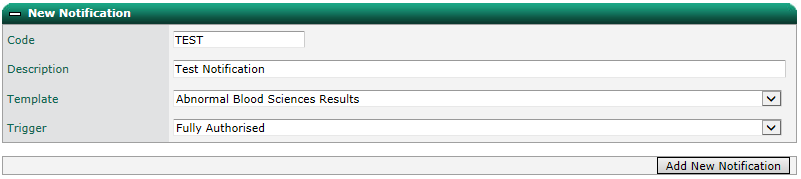 New Notification
Code TEST
Description Test Notification
Template Abnormal Blood Sciences Results
Trigger Fully Authorised
Add New Notification